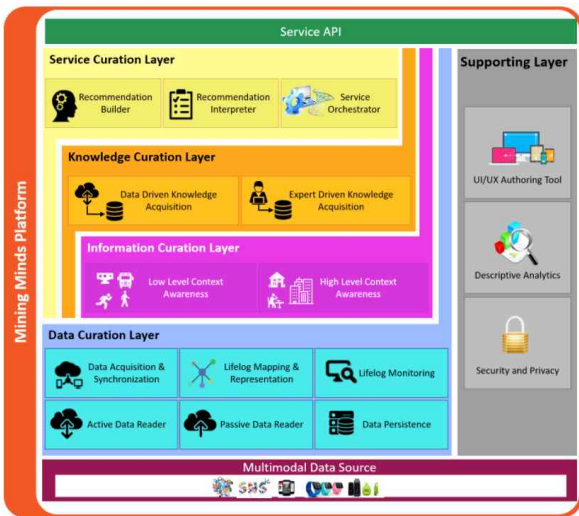 Mining Minds Platform
Service API
Service Curation Layer
Recommendation
Builder
Recommendation
Interpreter
Service
Orchestrator
Knowledge Curation Layer
Data Driven Knowledge
Acquisition
Expert Driven Knowledge
Acquisition
Information Curation Layer
Low Level Context
Awareness
High Level Context
Awareness
Data Curation Layer
Data Acquisition &
Synchronization
Lifelog Mapping &
Representation
Lifelog Monitoring
Active Data Reader
Passive Data Reader
Data Persistence
Supporting Layer
UI/UX Authoring Tool
Descriptive Analytics
Security and Privacy
Multimodal Data Source
SNS